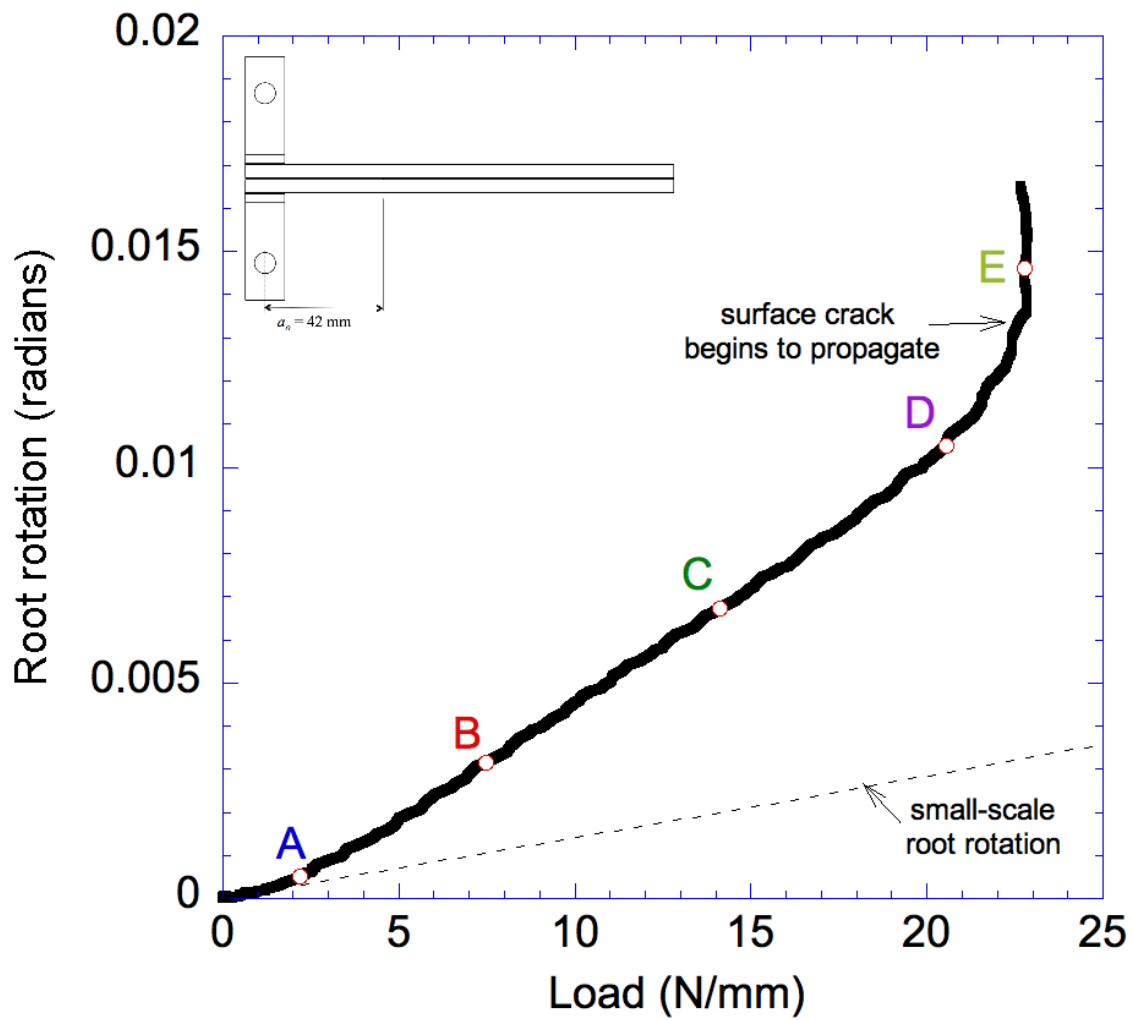 0.02
0.015
0.01
0.005
0
0
5
10
15
20
25
Root rotation (radians)
Load (N/mm)
aₒ = 42 mm
A
B
C
D
E
surface crack
begins to propagate
small-scale
root rotation